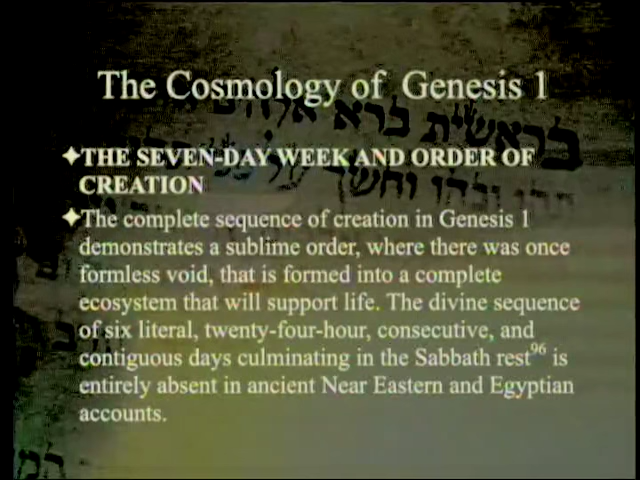 The Cosmology of Genesis 1
בראשית ברא אלהים
✦THE SEVEN-DAY WEEK AND ORDER OF
CREATION
✦The complete sequence of creation in Genesis 1
demonstrates a sublime order, where there was once
formless void, that is formed into a complete
ecosystem that will support life. The divine sequence
of six literal, twenty-four-hour, consecutive, and
contiguous days culminating in the Sabbath rest96 is
entirely absent in ancient Near Eastern and Egyptian
accounts.